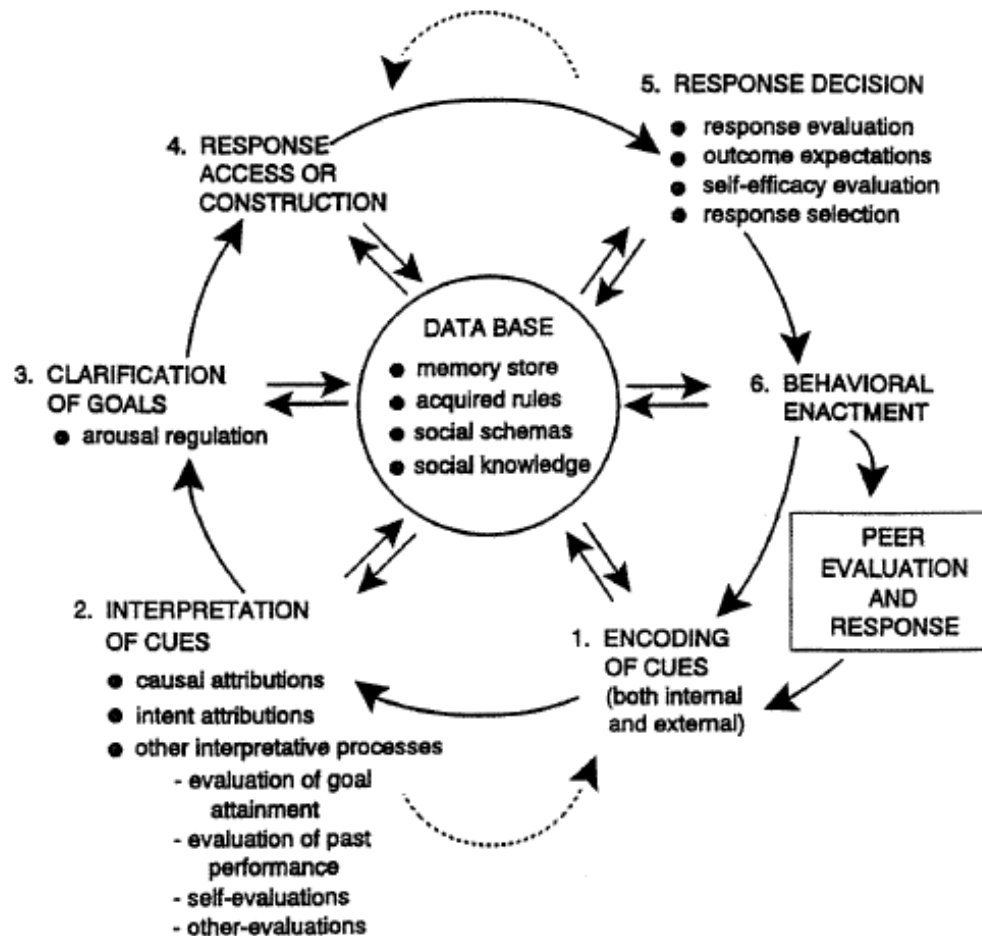 5. RESPONSE DECISION
● response evaluation
● outcome expectations
● self-efficacy evaluation
● response selection
4. RESPONSE
ACCESS OR
CONSTRUCTION
DATA BASE
● memory store
● acquired rules
● social schemas
● social knowledge
3. CLARIFICATION
OF GOALS
● arousal regulation
6. BEHAVIORAL
ENACTMENT
PEER
EVALUATION
AND
RESPONSE
2. INTERPRETATION
OF CUES
● causal attributions
● intent attributions
● other interpretative processes
- evaluation of goal
attainment
- evaluation of past
performance
- self-evaluations
- other-evaluations
1. ENCODING
OF CUES
(both internal
and external)